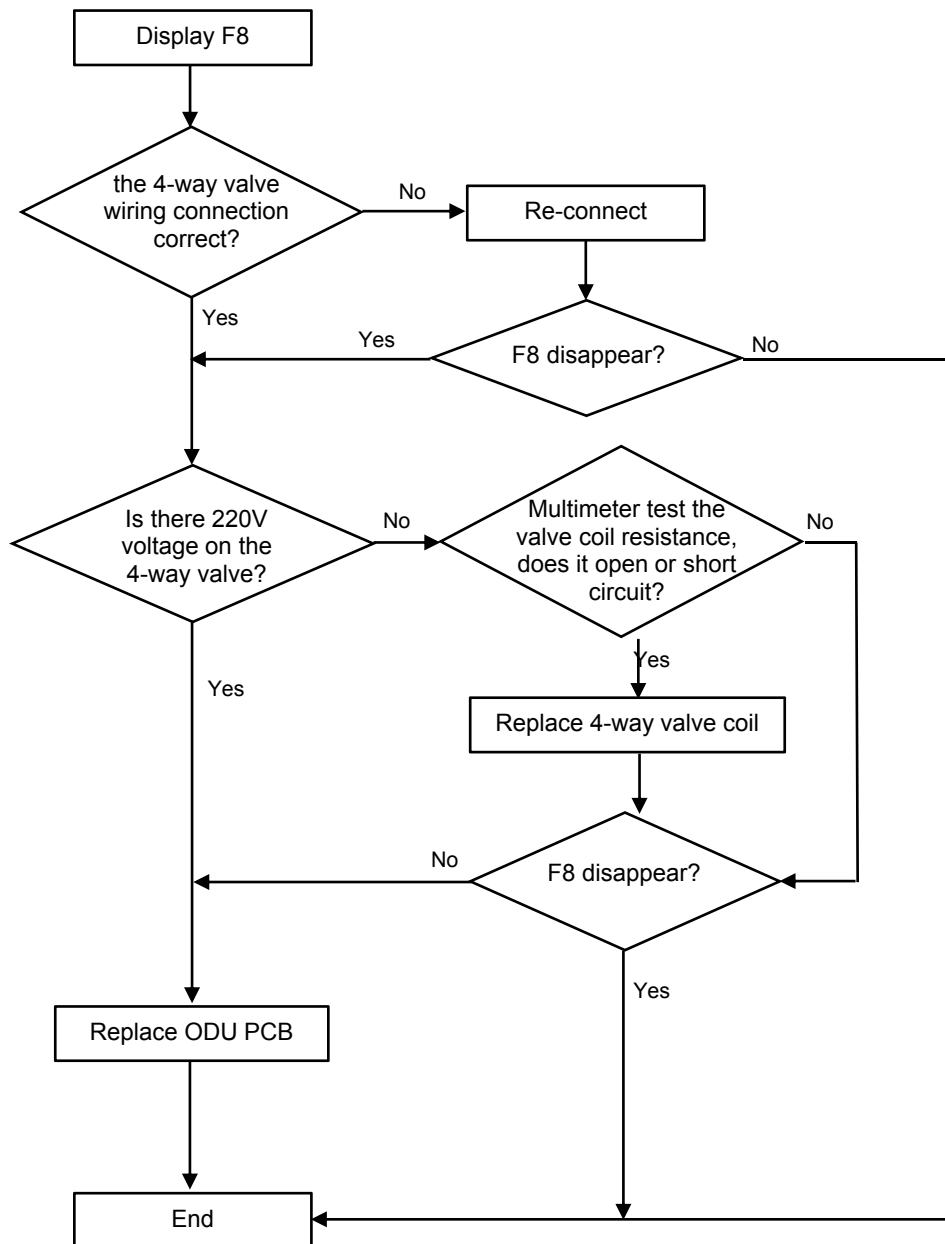 Display F8
the 4-way valve
wiring connection
correct?
No
Re-connect
Yes
Yes
F8 disappear?
No
Is there 220V
voltage on the
4-way valve?
No
Multimeter test the
valve coil resistance,
does it open or short
circuit?
No
Yes
Yes
Replace 4-way valve coil
No
F8 disappear?
Yes
Replace ODU PCB
End